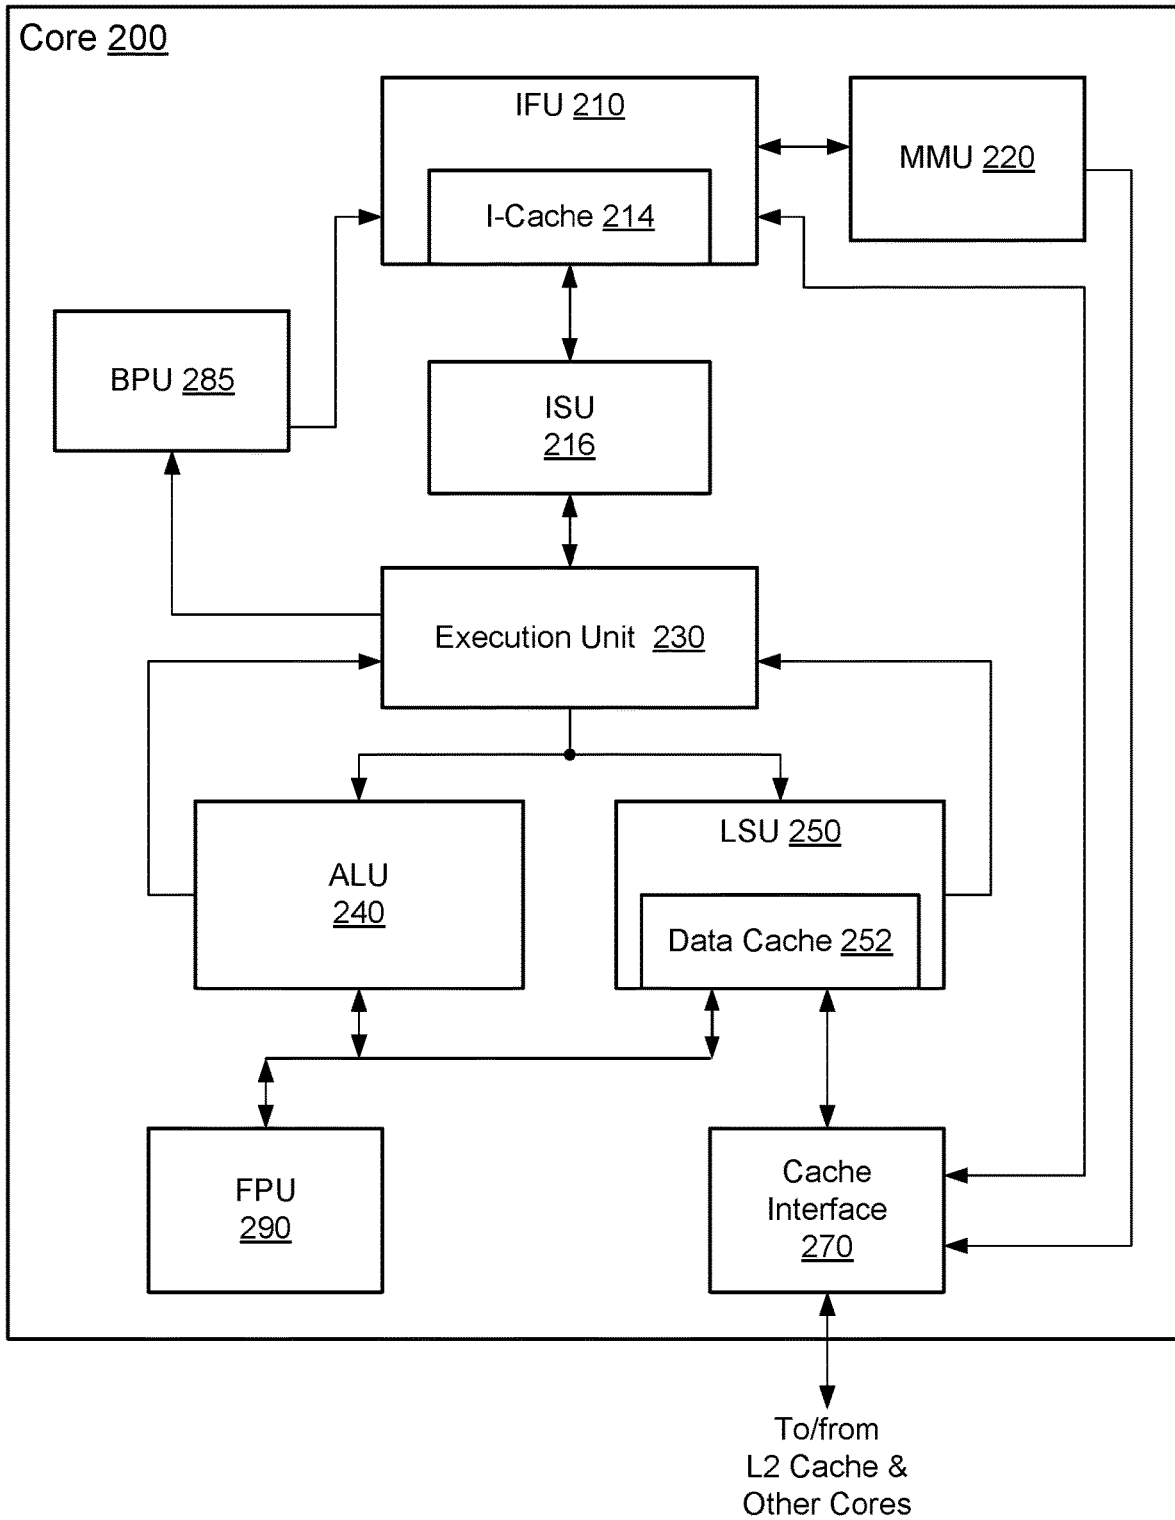 Core 200
IFU 210
MMU 220
I-Cache 214
BPU 285
ISU
216
Execution Unit 230
LSU 250
ALU
240
Data Cache 252
FPU
290
Cache
Interface
270
To/from
L2 Cache &
Other Cores